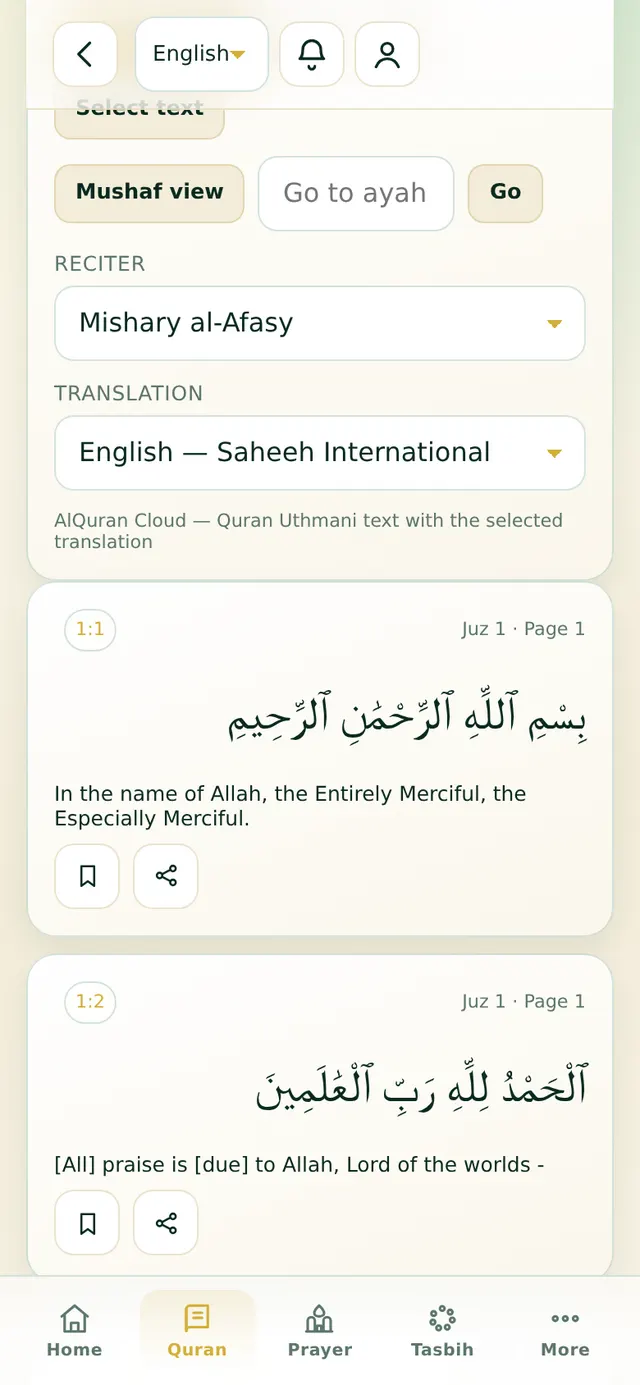 English
Select text
Mushaf view
Go to ayah
Go
RECITER
Mishary al-Afasy
TRANSLATION
English — Saheeh International
AlQuran Cloud — Quran Uthmani text with the selected
translation
1:1
Juz 1 · Page 1
بِسْمِ ٱللَّهِ ٱلرَّحْمَٰنِ ٱلرَّحِيمِ
In the name of Allah, the Entirely Merciful, the
Especially Merciful.
1:2
Juz 1 · Page 1
ٱلْحَمْدُ لِلَّهِ رَبِّ ٱلْعَٰلَمِينَ
[All] praise is [due] to Allah, Lord of the worlds -
Home
Quran
Prayer
Tasbih
More